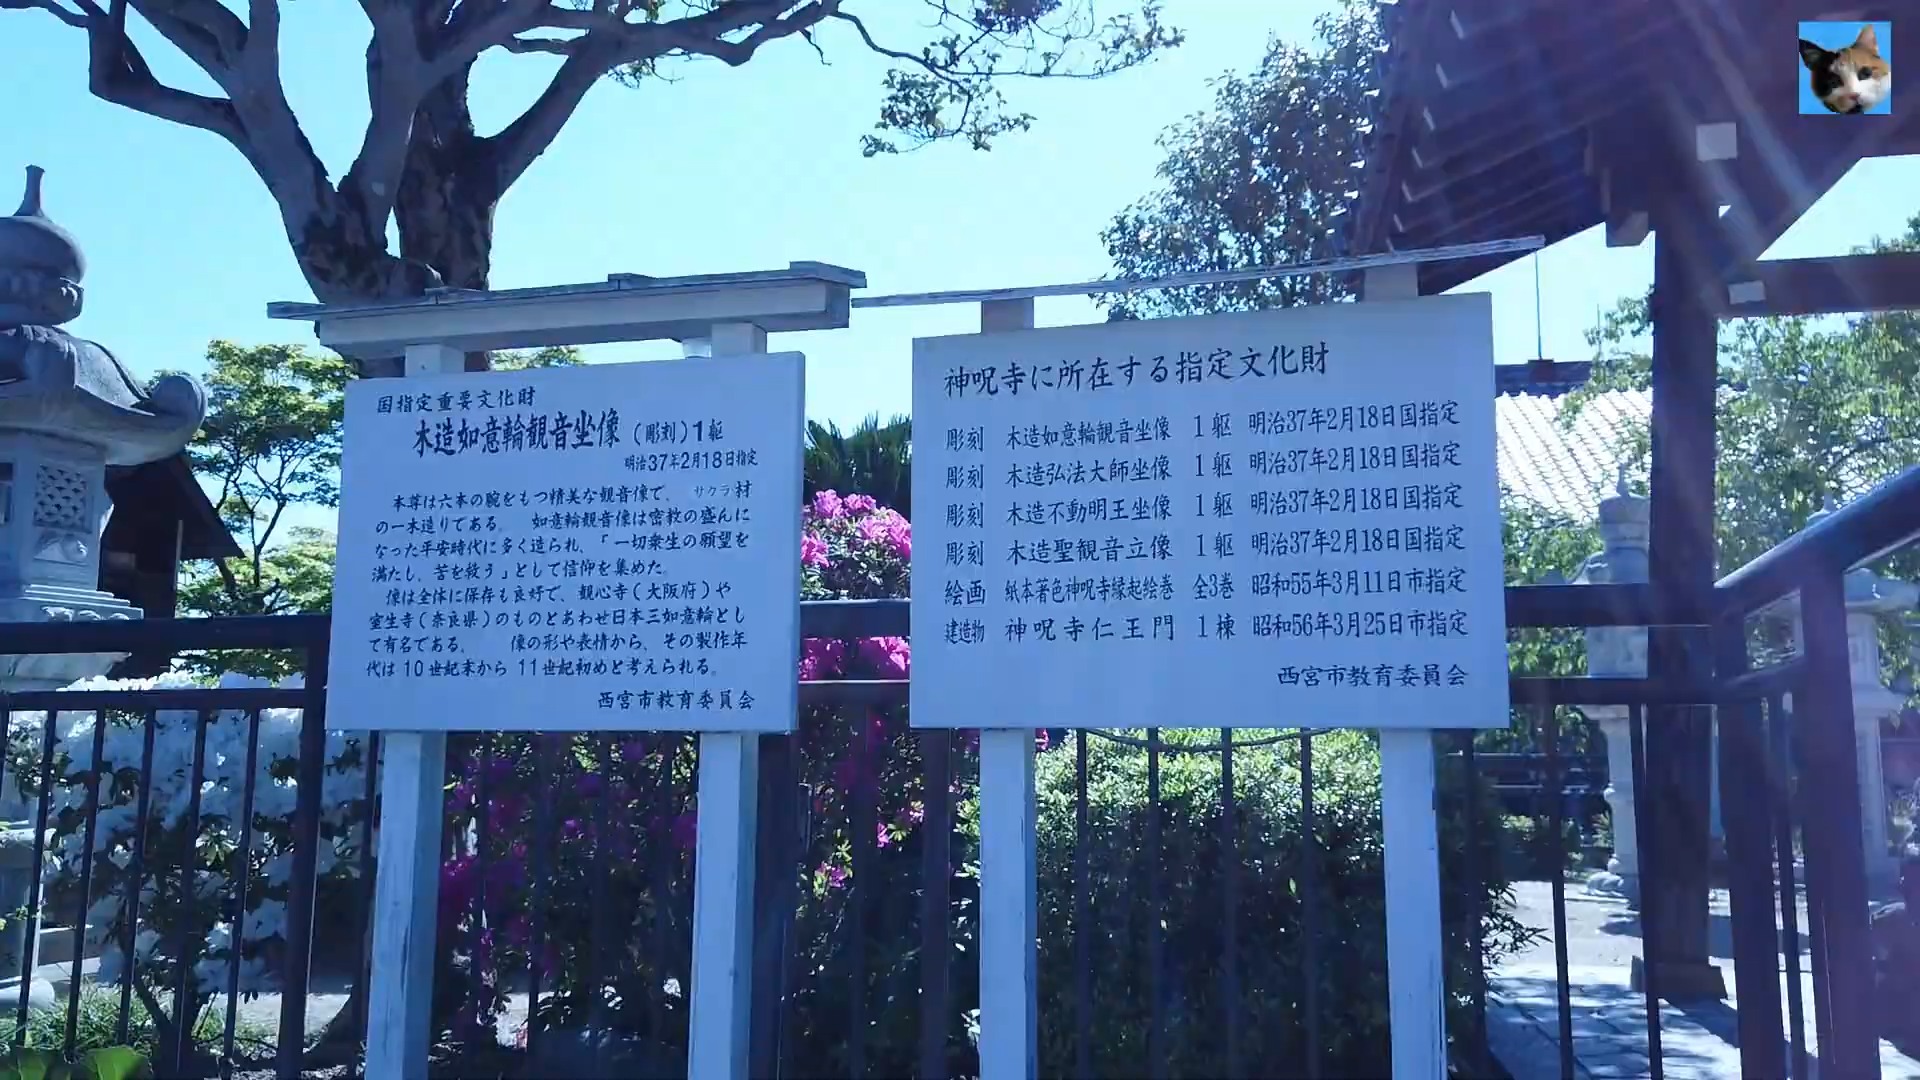 国指定重要文化財
木造如意輪観音坐像(彫刻)1躯
明治37年2月18日指定
本尊は六本の腕をもつ精美な観音像で、サクラ材
の一木造りである。 如意輪観音像は密教の盛んに
なった平安時代に多く造られ、「一切衆生の願望を
満たし、苦を救う」として信仰を集めた。
像は全体に保存も良好で、観心寺(大阪府)や
室生寺(奈良県)のものとあわせ日本三如意輪とし
て有名である。 像の形や表情から、その製作年
代は10世紀末から11世紀初めと考えられる。
西宮市教育委員会
神呪寺に所在する指定文化財
彫刻 木造如意輪観音坐像 1躯 明治37年2月18日国指定
彫刻 木造弘法大師坐像 1躯 明治37年2月18日国指定
彫刻 木造不動明王坐像 1躯 明治37年2月18日国指定
彫刻 木造聖観音立像 1躯 明治37年2月18日国指定
絵画 紙本著色神呪寺縁起絵巻 全3巻 昭和55年3月11日市指定
建造物 神呪寺仁王門 1棟 昭和56年3月25日市指定
西宮市教育委員会